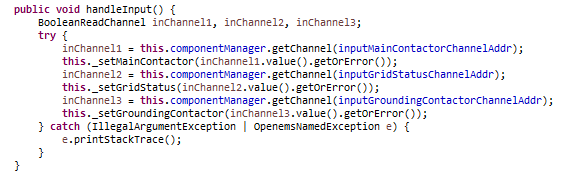 public void handleInput() {
    BooleanReadChannel inChannel1, inChannel2, inChannel3;
    try {
        inChannel1 = this.componentManager.getChannel(inputMainContactorChannelAddr);
        this._setMainContactor(inChannel1.value().getOrError());
        inChannel2 = this.componentManager.getChannel(inputGridStatusChannelAddr);
        this._setGridStatus(inChannel2.value().getOrError());
        inChannel3 = this.componentManager.getChannel(inputGroundingContactorChannelAddr);
        this._setGroundingContactor(inChannel3.value().getOrError());
    } catch (IllegalArgumentException | OpenemsNamedException e) {
        e.printStackTrace();
    }
}